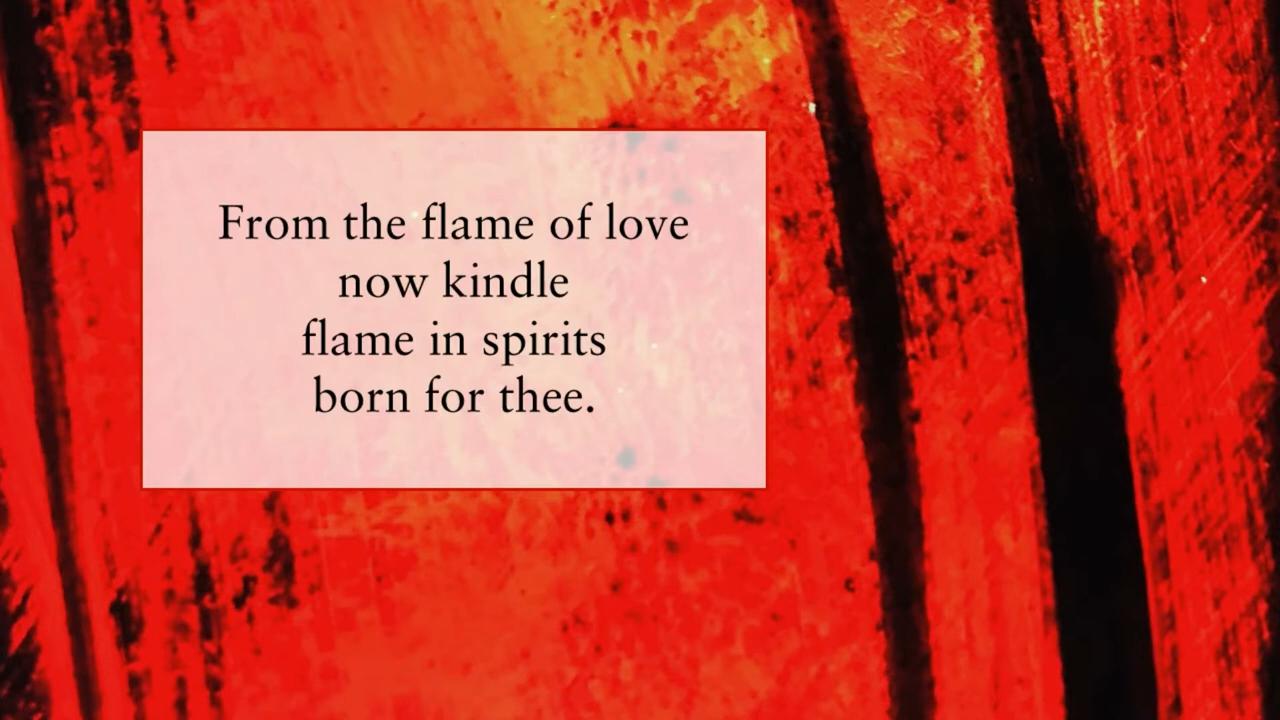 From the flame of love
now kindle
flame in spirits
born for thee.